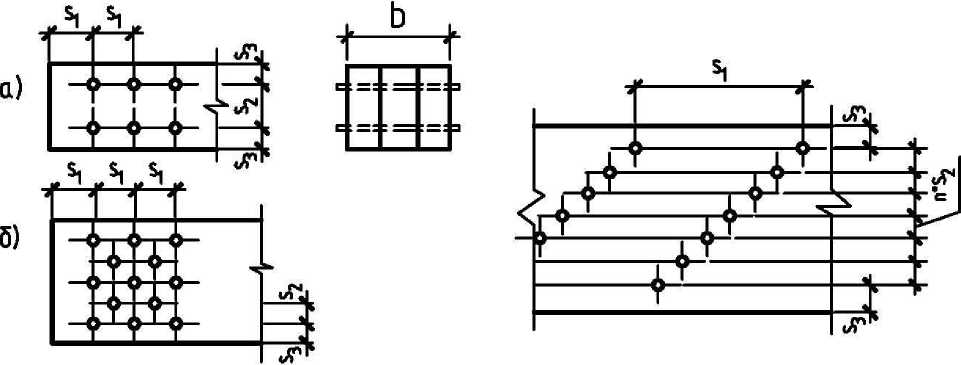 S₁ S₁
b
а)
S₃
S₂
S₃
S₁
S₃
n*S₂
S₃
б)
S₁ S₁ S₁
S₂
S₃